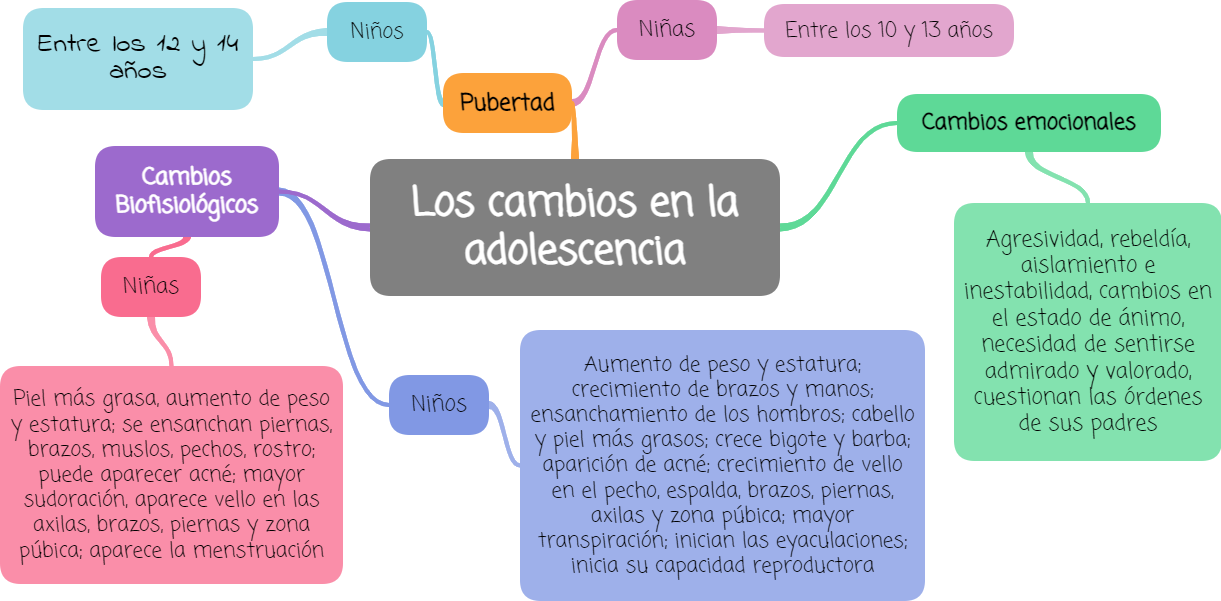 Los cambios en la
adolescencia
Pubertad
Niños
Entre los 12 y 14
años
Niñas
Entre los 10 y 13 años
Cambios emocionales
Agresividad, rebeldía,
aislamiento e
inestabilidad, cambios en
el estado de ánimo,
necesidad de sentirse
admirado y valorado,
cuestionan las órdenes
de sus padres
Cambios
Biofisiológicos
Niñas
Piel más grasa, aumento de peso
y estatura; se ensanchan piernas,
brazos, muslos, pechos, rostro;
puede aparecer acné; mayor
sudoración, aparece vello en las
axilas, brazos, piernas y zona
púbica; aparece la menstruación
Niños
Aumento de peso y estatura;
crecimiento de brazos y manos;
ensanchamiento de los hombros; cabello
y piel más grasos; crece bigote y barba;
aparición de acné; crecimiento de vello
en el pecho, espalda, brazos, piernas,
axilas y zona púbica; mayor
transpiración; inician las eyaculaciones;
inicia su capacidad reproductora